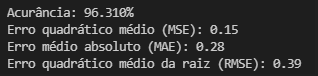 Acurância: 96.310%
Erro quadrático médio (MSE): 0.15
Erro médio absoluto (MAE): 0.28
Erro quadrático médio da raiz (RMSE): 0.39